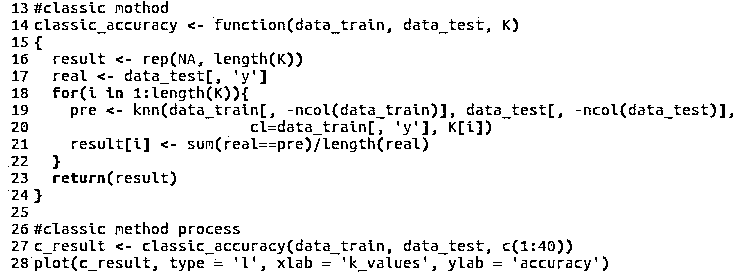 13 #classic mothod
14 classic_accuracy <- function(data_train, data_test, K)
15 {
16   result <- rep(NA, length(K))
17   real <- data_test[, 'y']
18   for(i in 1:length(K)){
19     pre <- knn(data_train[, -ncol(data_train)], data_test[, -ncol(data_test)],
20                cl=data_train[, 'y'], K[i])
21     result[i] <- sum(real==pre)/length(real)
22   }
23   return(result)
24 }
25
26 #classic method process
27 c_result <- classic_accuracy(data_train, data_test, c(1:40))
28 plot(c_result, type = 'l', xlab = 'k_values', ylab = 'accuracy')